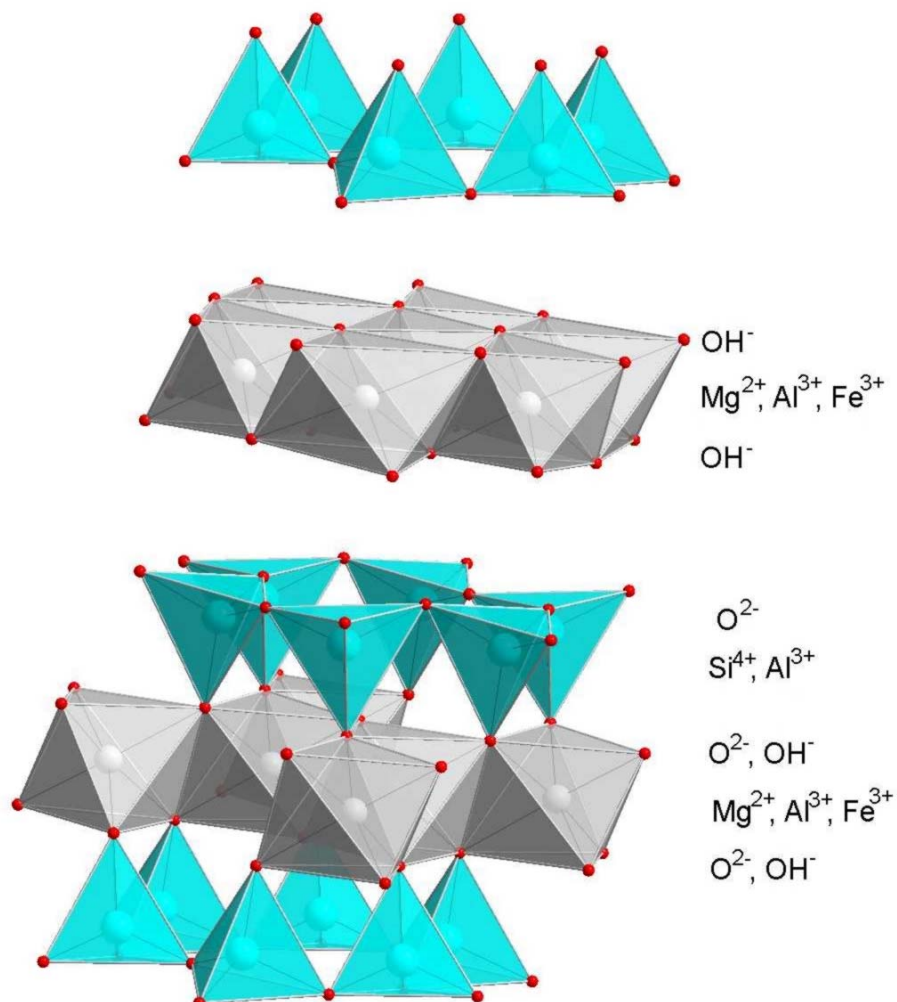 OH⁻
Mg²⁺, Al³⁺, Fe³⁺
OH⁻
O²⁻
Si⁴⁺, Al³⁺
O²⁻, OH⁻
Mg²⁺, Al³⁺, Fe³⁺
O²⁻, OH⁻